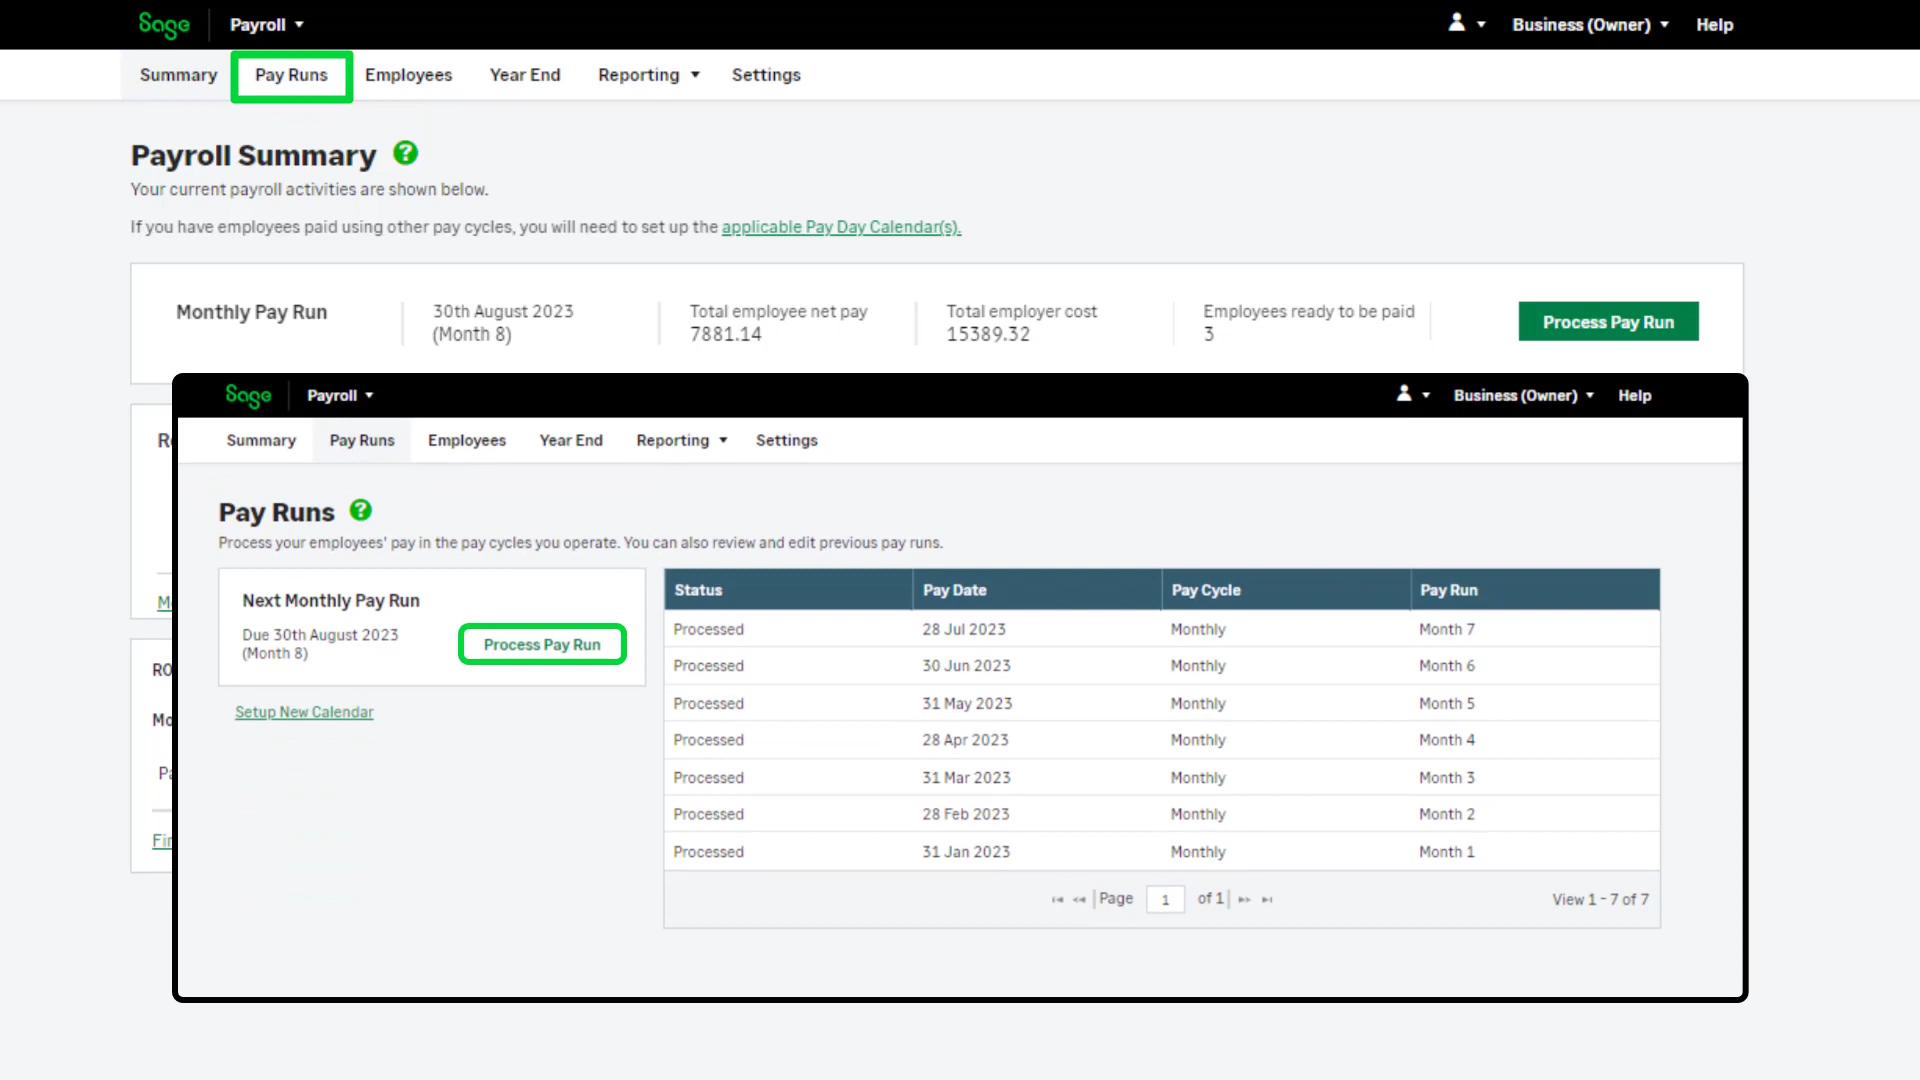 Sage Payroll Business (Owner) Help
Summary Pay Runs Employees Year End Reporting Settings
Payroll Summary ?
Your current payroll activities are shown below.
If you have employees paid using other pay cycles, you will need to set up the applicable Pay Day Calendar(s).
Monthly Pay Run 30th August 2023 Total employee net pay Total employer cost Employees ready to be paid Process Pay Run
(Month 8) 7881.14 15389.32 3
Sage Payroll Business (Owner) Help
Summary Pay Runs Employees Year End Reporting Settings
Pay Runs ?
Process your employees' pay in the pay cycles you operate. You can also review and edit previous pay runs.
Next Monthly Pay Run
Due 30th August 2023
(Month 8)
Process Pay Run
Setup New Calendar
Status Pay Date Pay Cycle Pay Run
Processed 28 Jul 2023 Monthly Month 7
Processed 30 Jun 2023 Monthly Month 6
Processed 31 May 2023 Monthly Month 5
Processed 28 Apr 2023 Monthly Month 4
Processed 31 Mar 2023 Monthly Month 3
Processed 28 Feb 2023 Monthly Month 2
Processed 31 Jan 2023 Monthly Month 1
Page 1 of 1 View 1 - 7 of 7